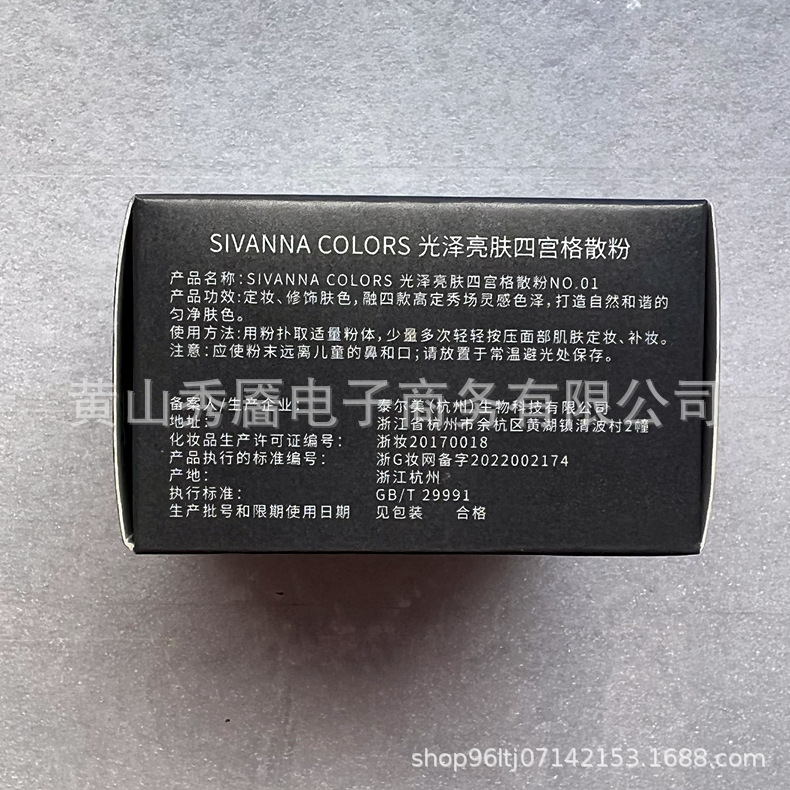 SIVANNA COLORS 光泽亮肤四宫格散粉
产品名称:SIVANNA COLORS 光泽亮肤四宫格散粉NO.01
产品功效:定妆、修饰肤色,融四款高定秀场灵感色泽,打造自然和谐的
匀净肤色。
使用方法:用粉扑取适量粉体,少量多次轻轻按压面部肌肤定妆、补妆。
注意:应使粉末远离儿童的鼻和口;请放置于常温避光处保存。
黄山秀靥电子商务有限公司
备案人/生产企业: 泰尔美(杭州)生物科技有限公司
地址: 浙江省杭州市余杭区黄湖镇清波村2幢
化妆品生产许可证编号: 浙妆20170018
产品执行的标准编号: 浙G妆网备字2022002174
产地: 浙江杭州
执行标准: GB/T 29991
生产批号和限期使用日期 见包装 合格
shop96ltj07142153.1688.com